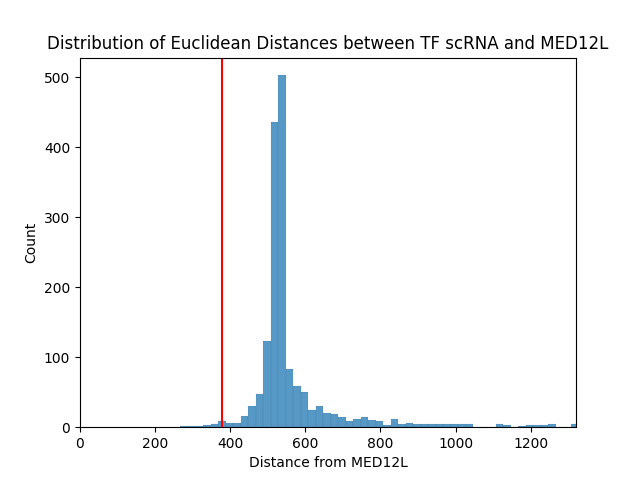 Distribution of Euclidean Distances between TF scRNA and MED12L
500
400
300
200
100
0
Count
0 200 400 600 800 1000 1200
Distance from MED12L